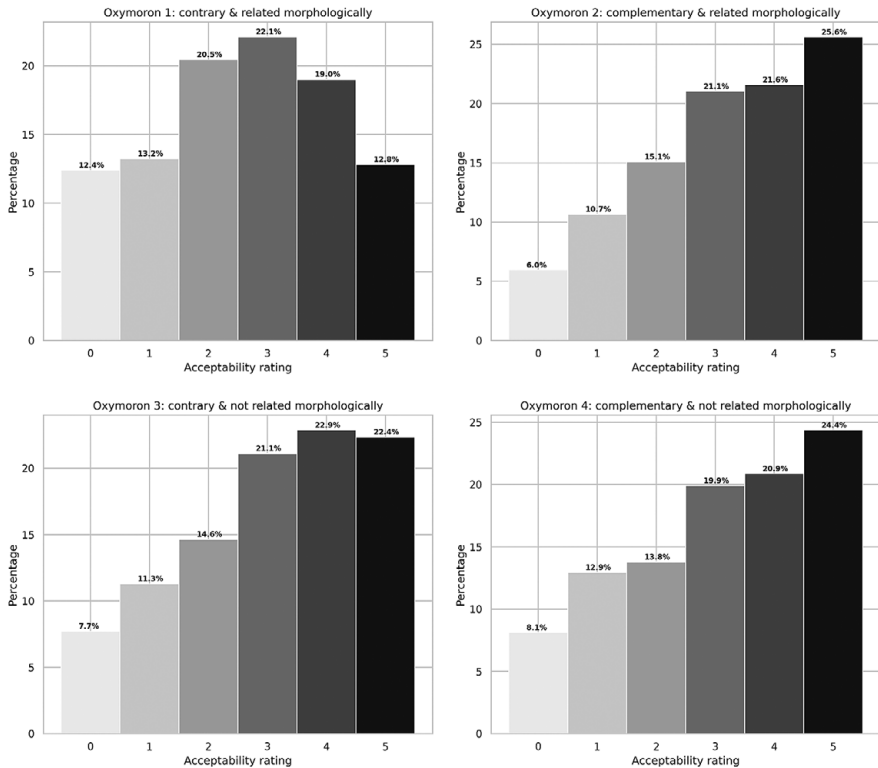 Oxymoron 1: contrary & related morphologically
Percentage
20
15
10
5
0
12.4%
13.2%
20.5%
22.1%
19.0%
12.8%
0 1 2 3 4 5
Acceptability rating
Oxymoron 2: complementary & related morphologically
Percentage
25
20
15
10
5
0
6.0%
10.7%
15.1%
21.1%
21.6%
25.6%
0 1 2 3 4 5
Acceptability rating
Oxymoron 3: contrary & not related morphologically
Percentage
20
15
10
5
0
7.7%
11.3%
14.6%
21.1%
22.9%
22.4%
0 1 2 3 4 5
Acceptability rating
Oxymoron 4: complementary & not related morphologically
Percentage
25
20
15
10
5
0
8.1%
12.9%
13.8%
19.9%
20.9%
24.4%
0 1 2 3 4 5
Acceptability rating